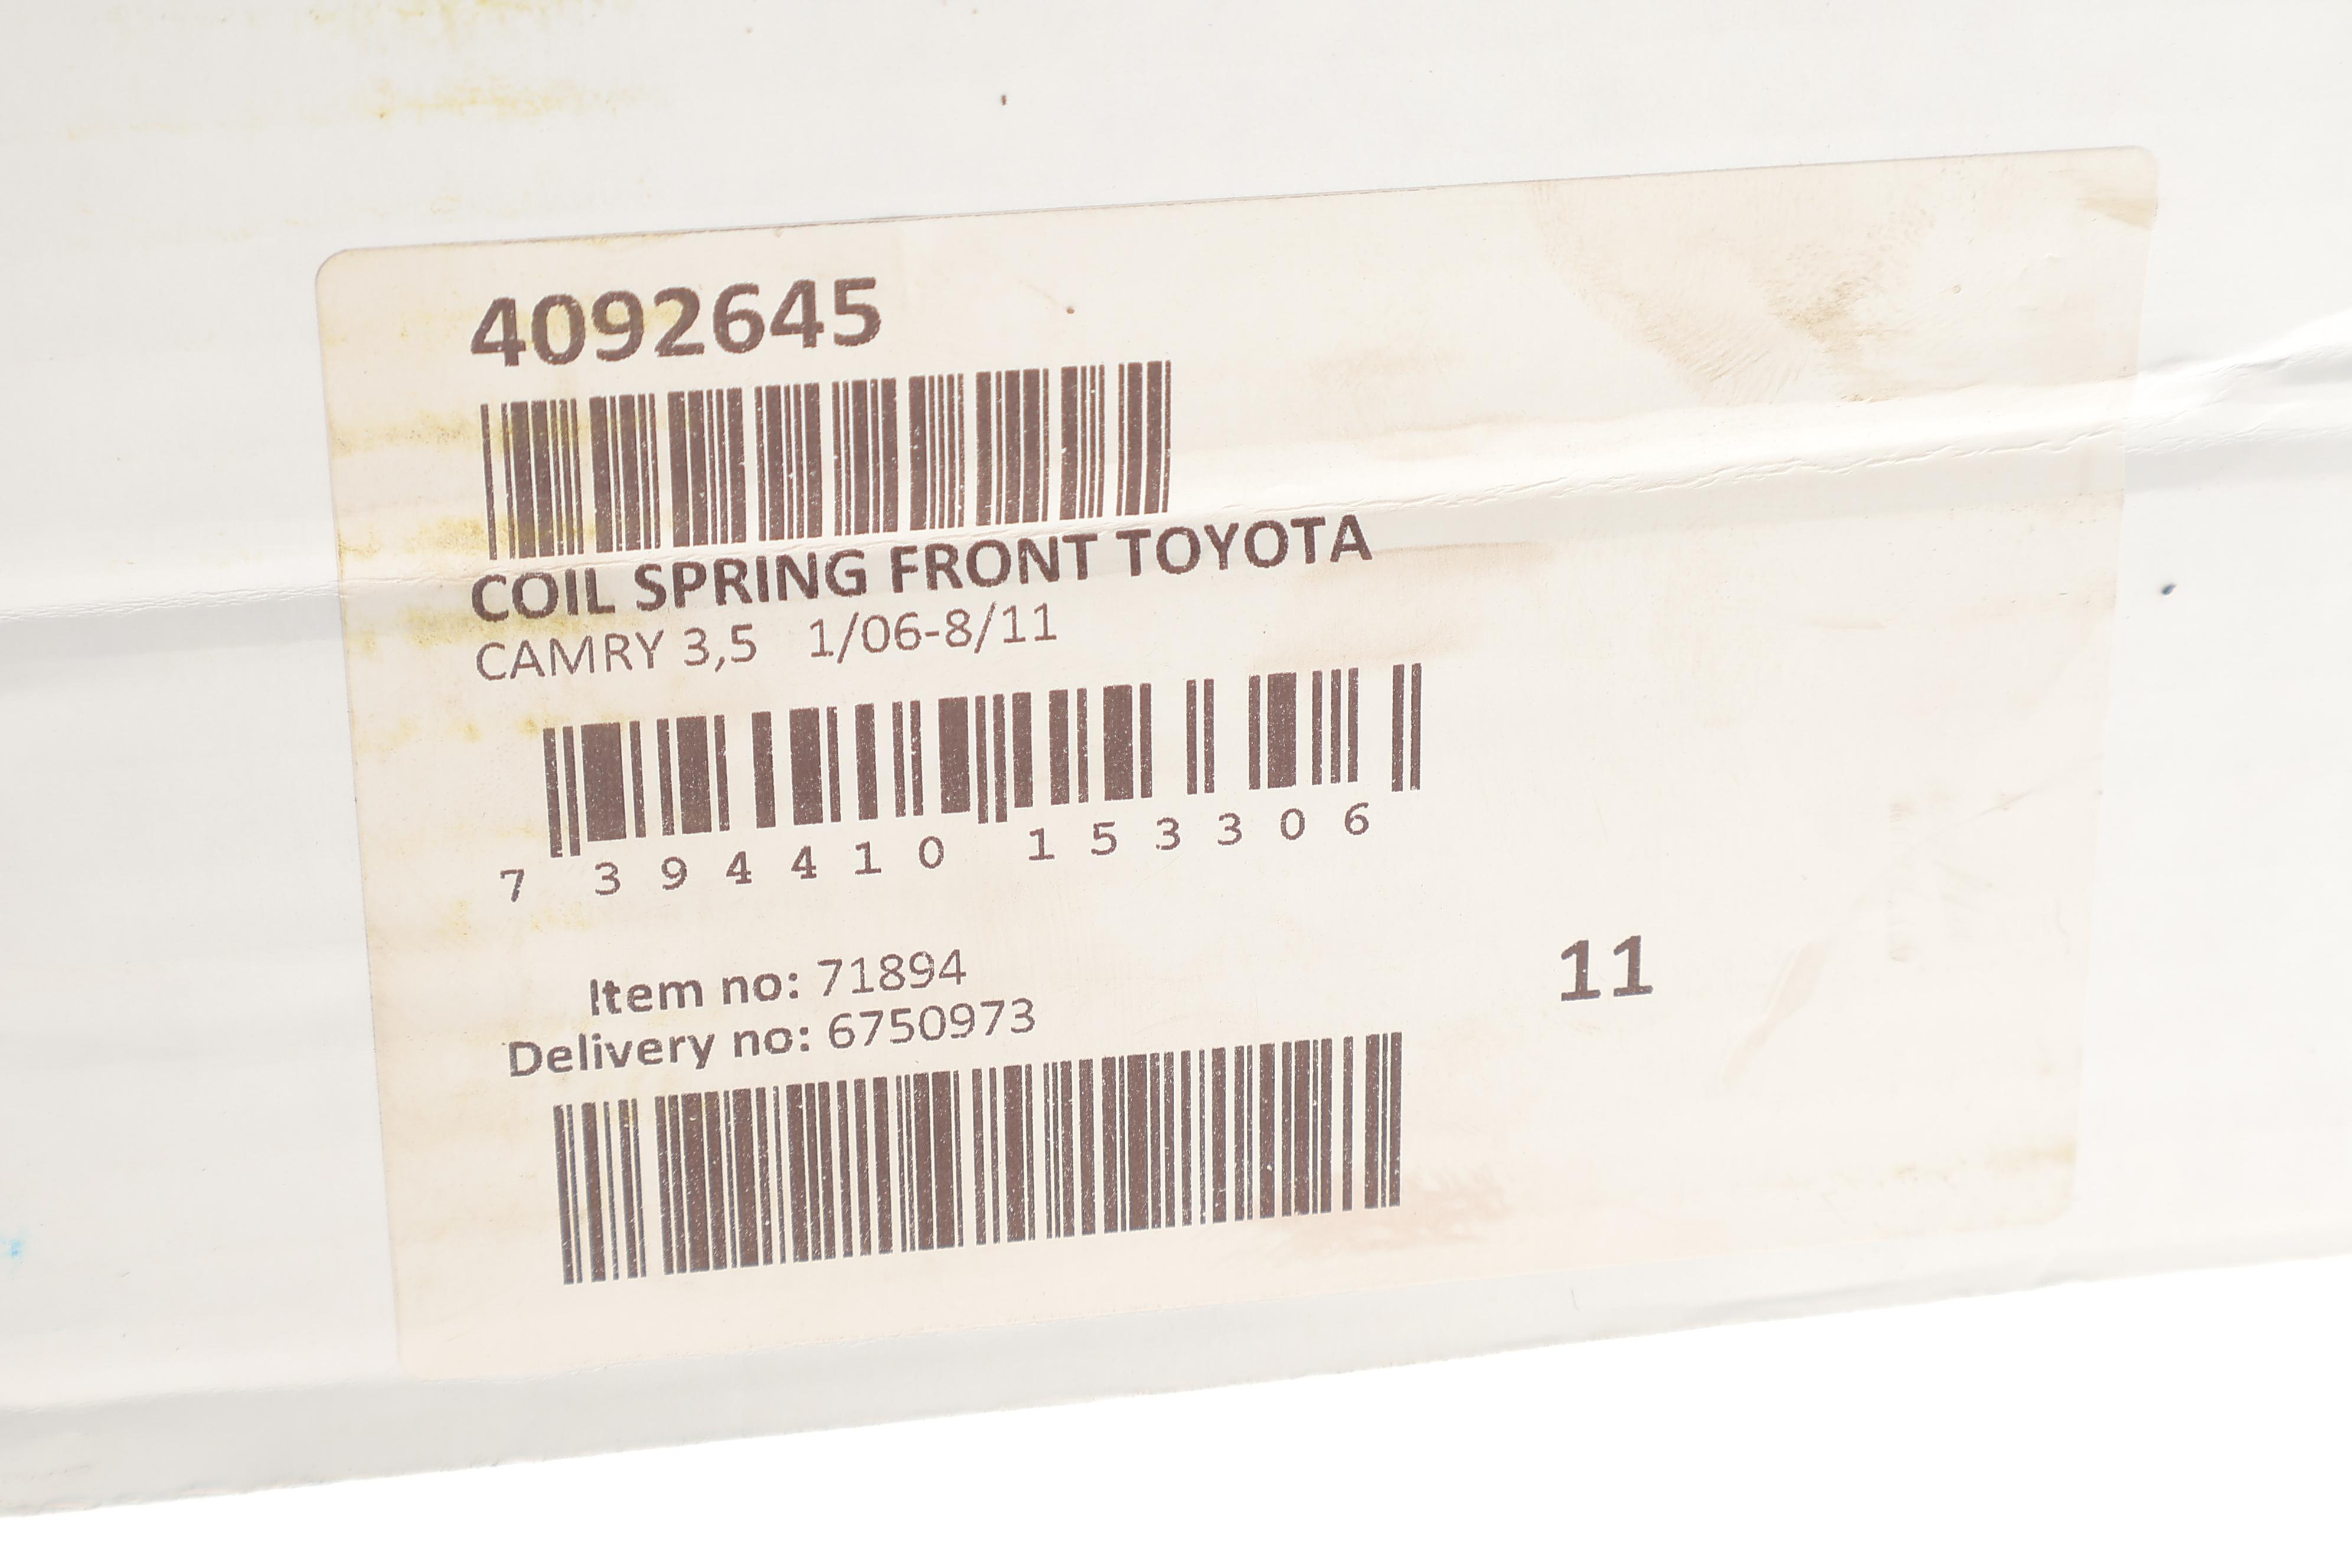 4092645
COIL SPRING FRONT TOYOTA
CAMRY 3,5 1/06-8/11
7 394410 153306
Item no: 71894
11
Delivery no: 6750973